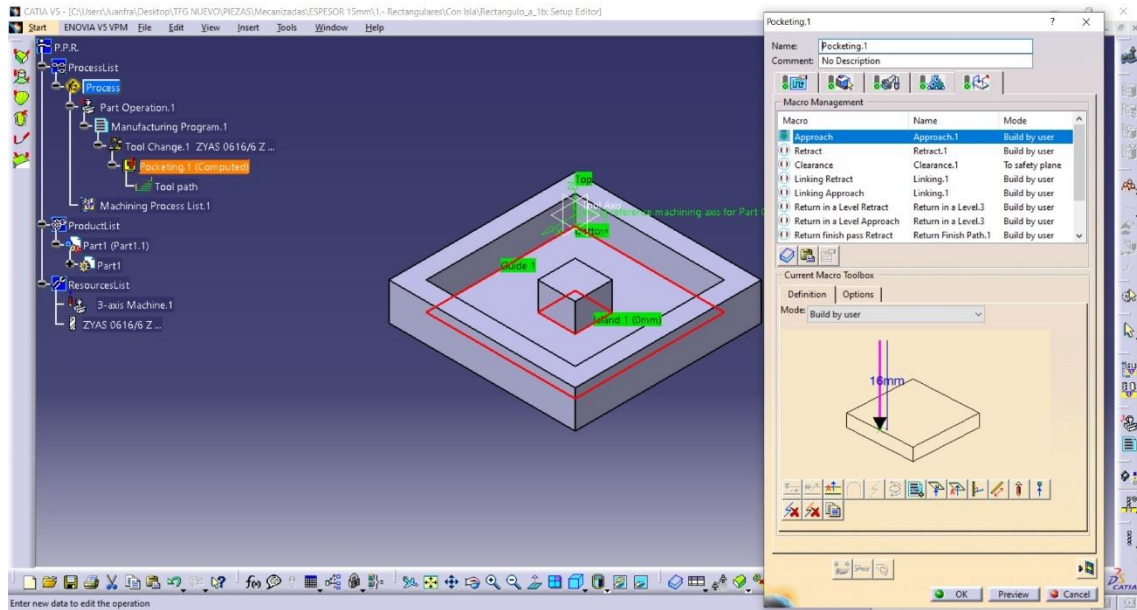 CATIA V5 - [C:\Users\luanfra\Desktop\TFG NUEVO\PIEZAS\Mecanizadas\ESPESOR 15mm\1.- Rectangulares\Con Isla\Rectangulo_a_1b: Setup Editor]
Start ENOVIA V5 VPM File Edit View Insert Tools Window Help
P.P.R.
ProcessList
Process
Part Operation.1
Manufacturing Program.1
Tool Change.1 ZYAS 0616/6 Z ...
Pocketing.1 (Computed)
Tool path
Machining Process List.1
ProductList
Part1 (Part1.1)
Part1
ResourcesList
3-axis Machine.1
ZYAS 0616/6 Z ...
Top
Tool Axis
reference machining axis for Part O
Bottom
Guide 1
Island 1 (0mm)
Pocketing.1 ? ×
Name: Pocketing.1
Comment: No Description
Macro Management
Macro Name Mode
Approach Approach.1 Build by user
Retract Retract.1 Build by user
Clearance Clearance.1 To safety plane
Linking Retract Linking.1 Build by user
Linking Approach Linking.1 Build by user
Return in a Level Retract Return in a Level.3 Build by user
Return in a Level Approach Return in a Level.3 Build by user
Return finish pass Retract Return Finish Path.1 Build by user
Current Macro Toolbox
Definition Options
Mode: Build by user
16mm
OK Preview Cancel
Enter new data to edit the operation